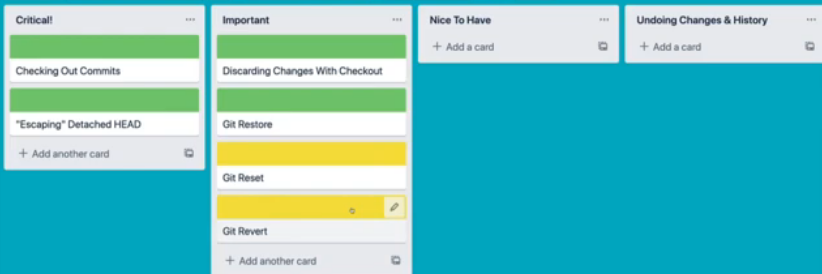 Critical!
Checking Out Commits
"Escaping" Detached HEAD
+ Add another card
Important
Discarding Changes With Checkout
Git Restore
Git Reset
Git Revert
+ Add another card
Nice To Have
+ Add a card
Undoing Changes & History
+ Add a card